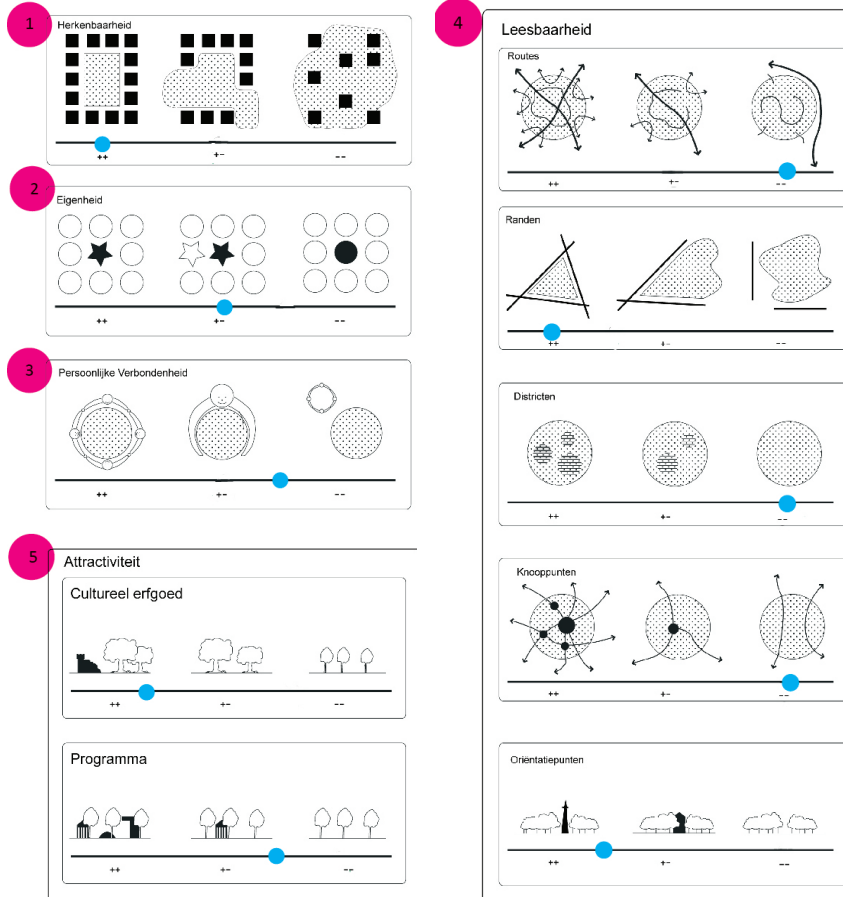 1
Herkenbaarheid
++ +- --
2
Eigenheid
++ +- --
3
Persoonlijke Verbondenheid
++ +- --
4
Leesbaarheid
Routes
++ +- --
Randen
++ +- --
Districten
++ +- --
Knooppunten
++ +- --
Oriëntatiepunten
++ +- --
5
Attractiviteit
Cultureel erfgoed
++ +- --
Programma
++ +- --